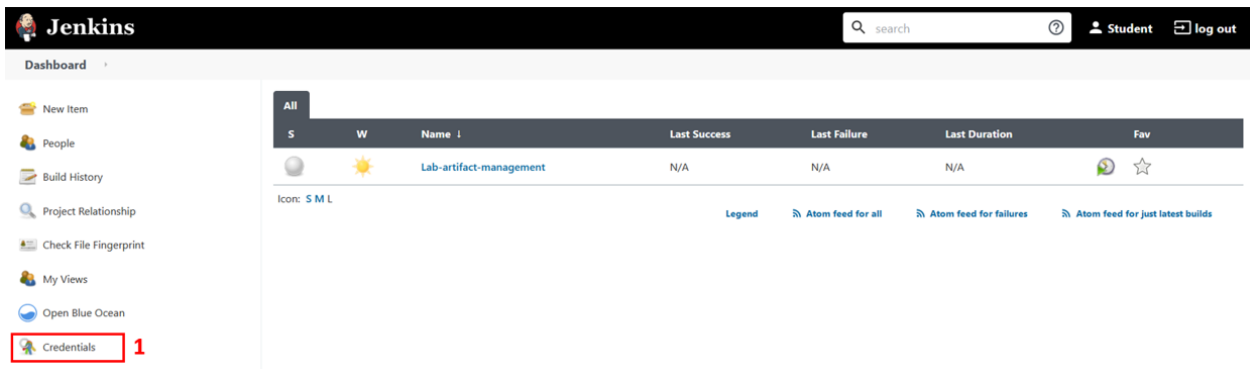 Jenkins
search
Student
log out
Dashboard
New Item
People
Build History
Project Relationship
Check File Fingerprint
My Views
Open Blue Ocean
Credentials
1
All
S W Name ↓ Last Success Last Failure Last Duration Fav
Lab-artifact-management N/A N/A N/A
Icon: S M L
Legend Atom feed for all Atom feed for failures Atom feed for just latest builds